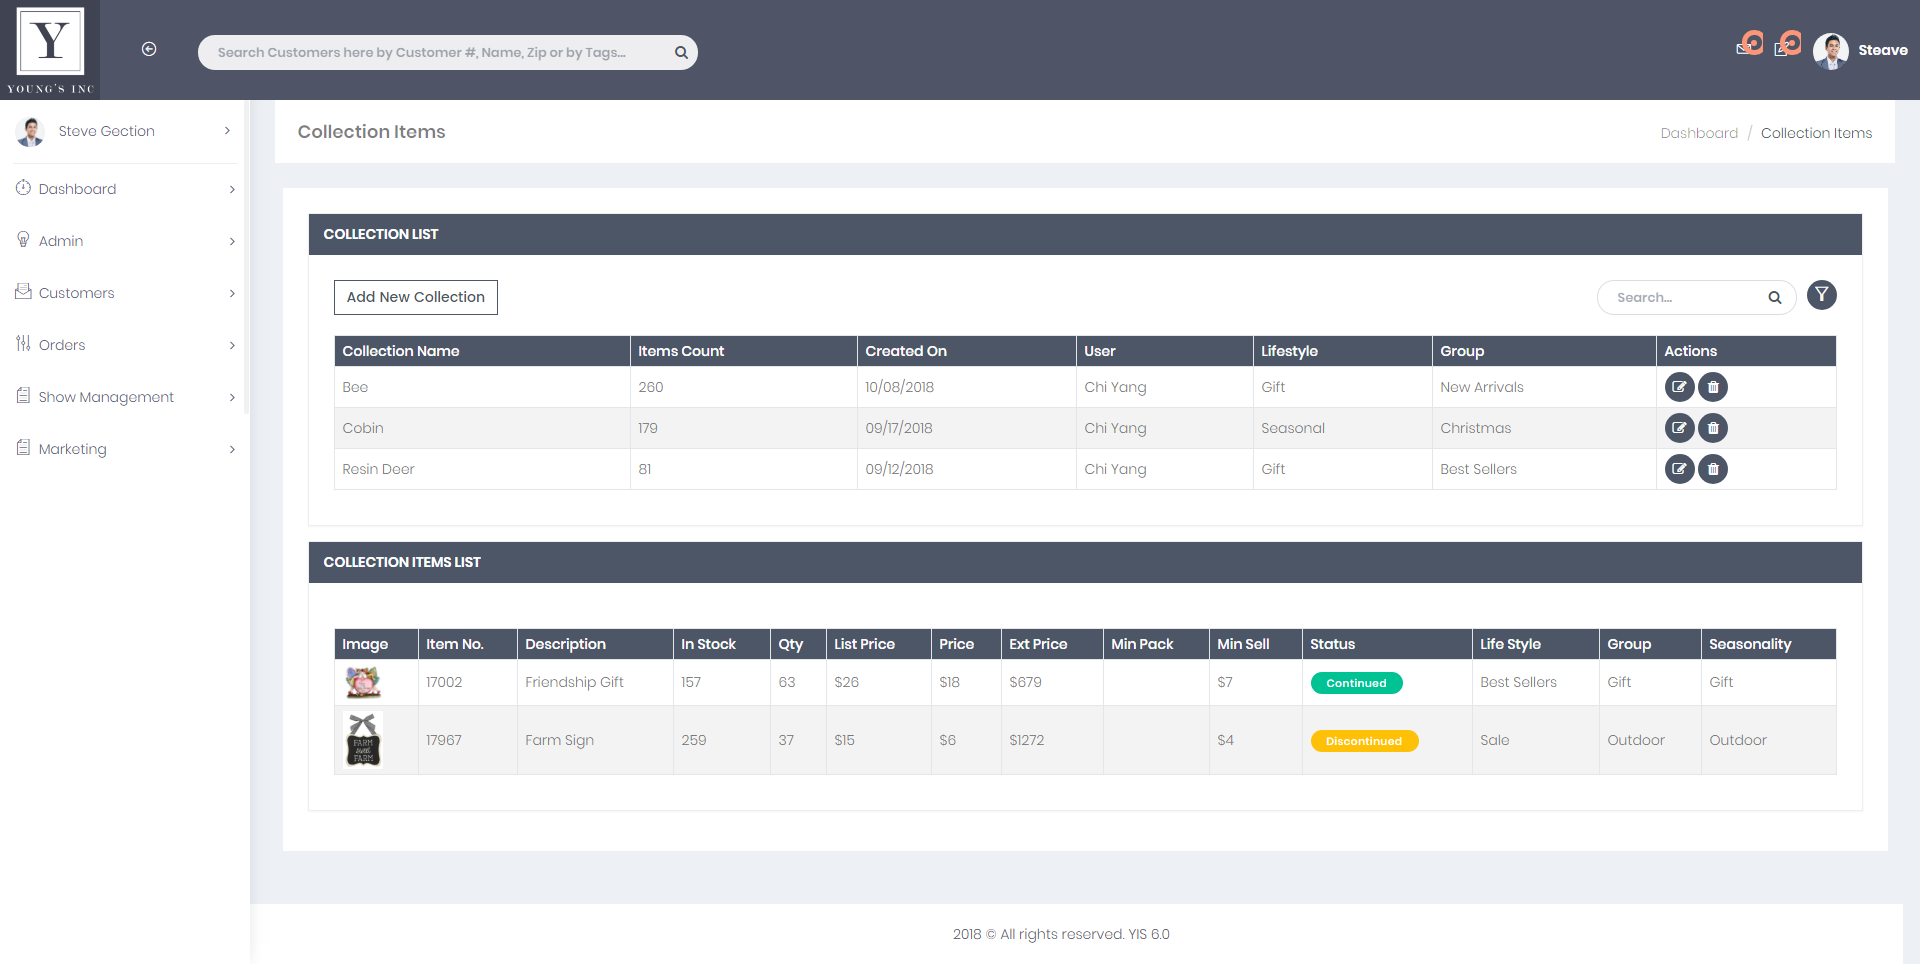 Y
YOUNG'S INC
Search Customers here by Customer #, Name, Zip or by Tags...
Steave
Steve Gection
Dashboard
Admin
Customers
Orders
Show Management
Marketing
Collection Items
Dashboard / Collection Items
COLLECTION LIST
Add New Collection
Search...
Collection Name Items Count Created On User Lifestyle Group Actions
Bee 260 10/08/2018 Chi Yang Gift New Arrivals
Cobin 179 09/17/2018 Chi Yang Seasonal Christmas
Resin Deer 81 09/12/2018 Chi Yang Gift Best Sellers
COLLECTION ITEMS LIST
Image Item No. Description In Stock Qty List Price Price Ext Price Min Pack Min Sell Status Life Style Group Seasonality
17002 Friendship Gift 157 63 $26 $18 $679 $7 Continued Best Sellers Gift Gift
FARM
sweet
FARM
17967 Farm Sign 259 37 $15 $6 $1272 $4 Discontinued Sale Outdoor Outdoor
2018 © All rights reserved. YIS 6.0